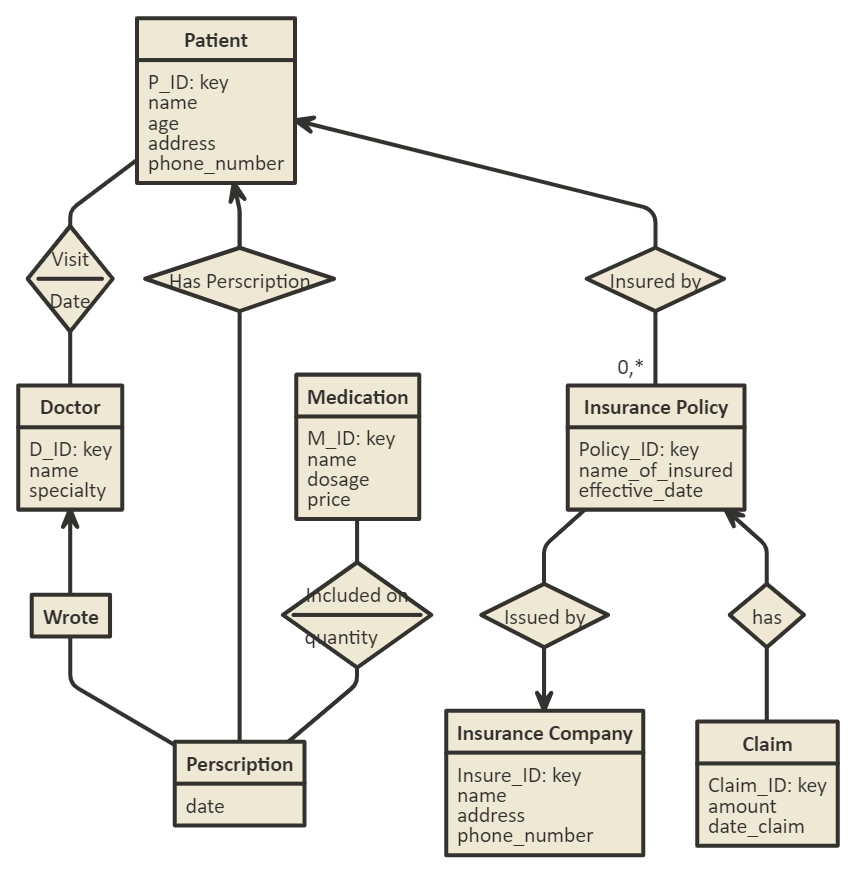 Patient
P_ID: key
name
age
address
phone_number
Visit
Date
Has Perscription
Insured by
0,*
Doctor
D_ID: key
name
specialty
Medication
M_ID: key
name
dosage
price
Insurance Policy
Policy_ID: key
name_of_insured
effective_date
Wrote
Included on
quantity
Issued by
has
Perscription
date
Insurance Company
Insure_ID: key
name
address
phone_number
Claim
Claim_ID: key
amount
date_claim